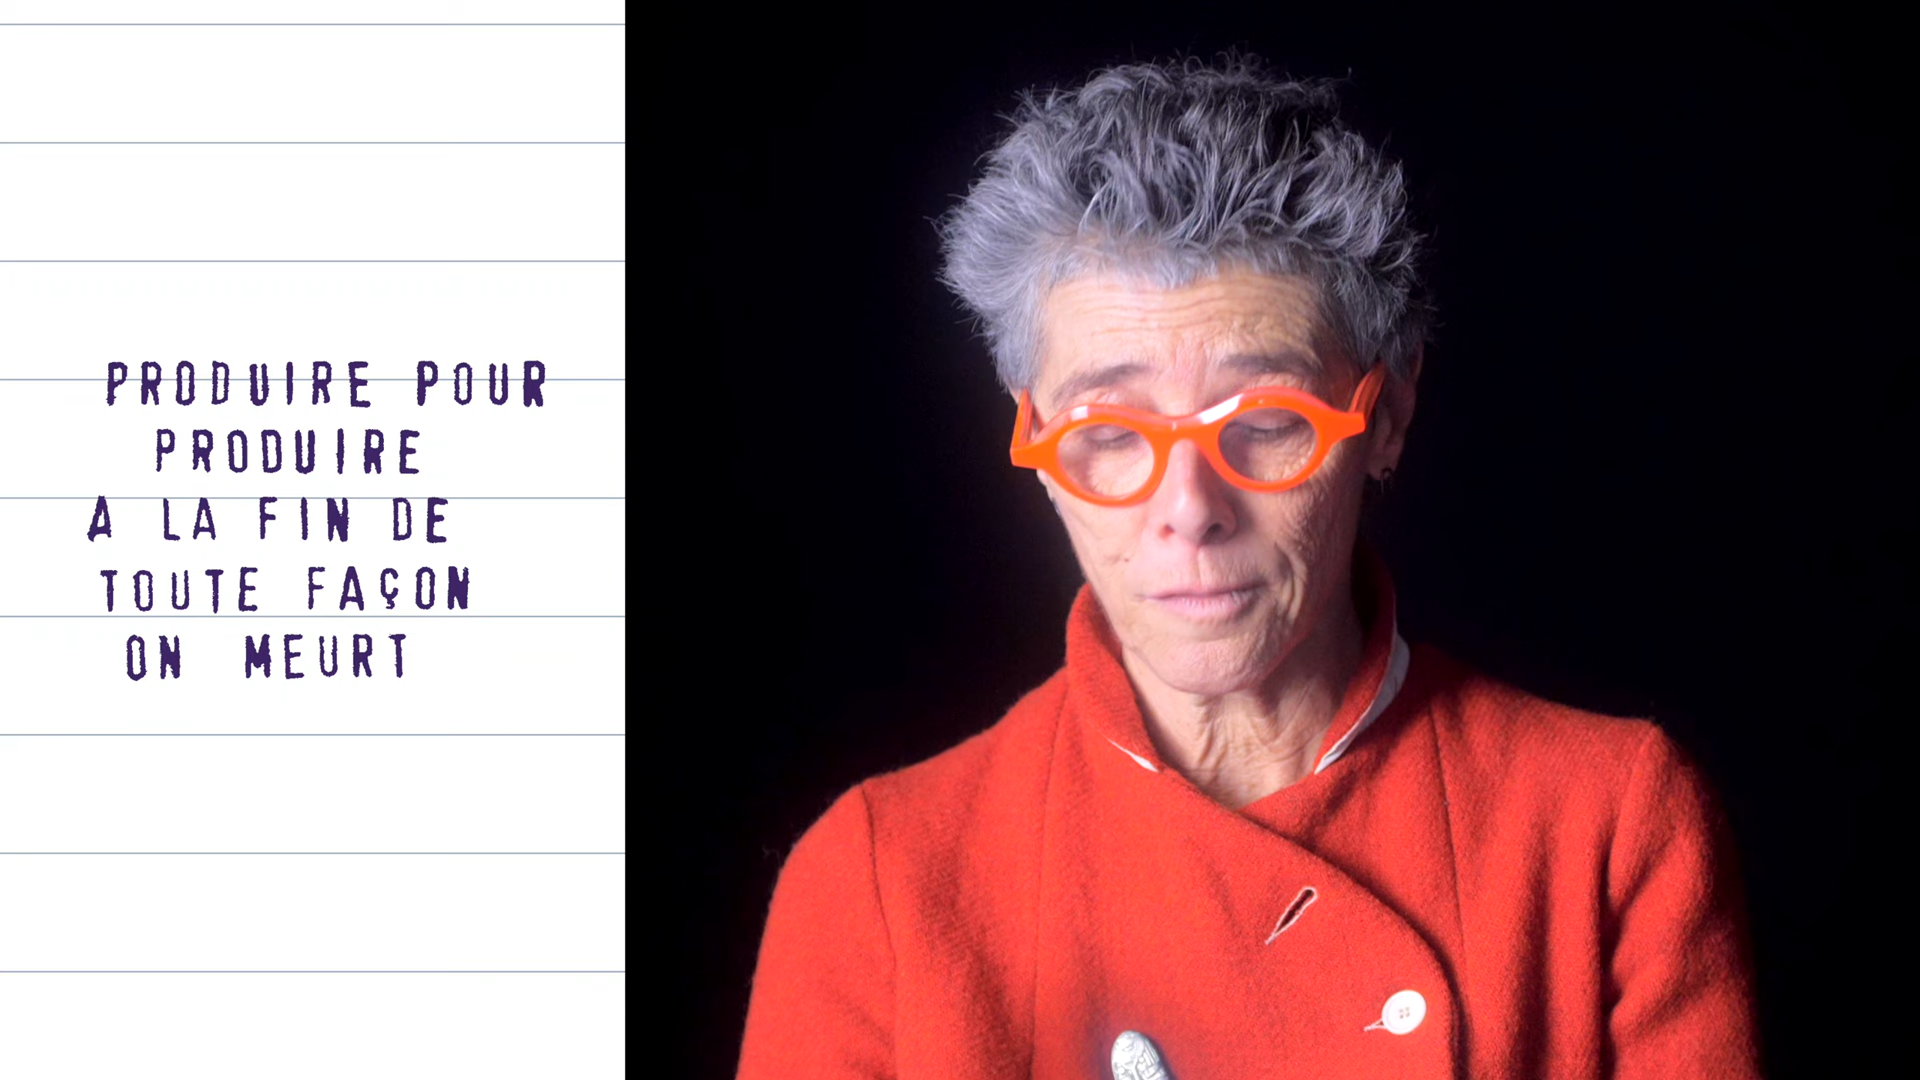 PRODUIRE POUR
PRODUIRE
A LA FIN DE
TOUTE FAÇON
ON MEURT